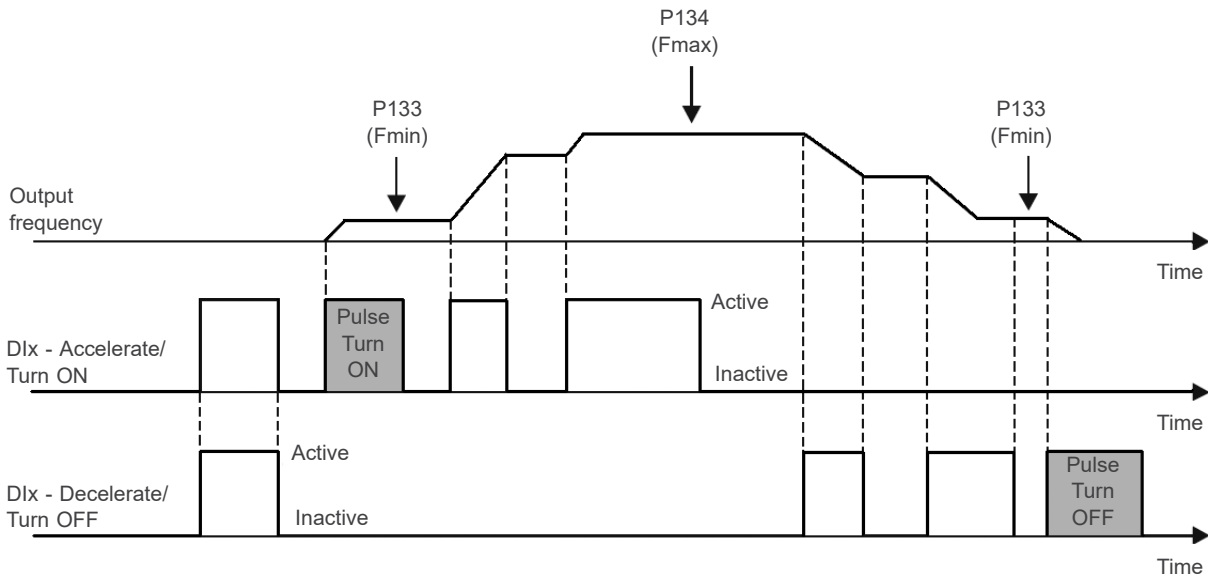 P134
(Fmax)
P133
(Fmin)
P133
(Fmin)
Output
frequency
Time
DIx - Accelerate/
Turn ON
Pulse
Turn
ON
Active
Inactive
Time
DIx - Decelerate/
Turn OFF
Active
Inactive
Pulse
Turn
OFF
Time